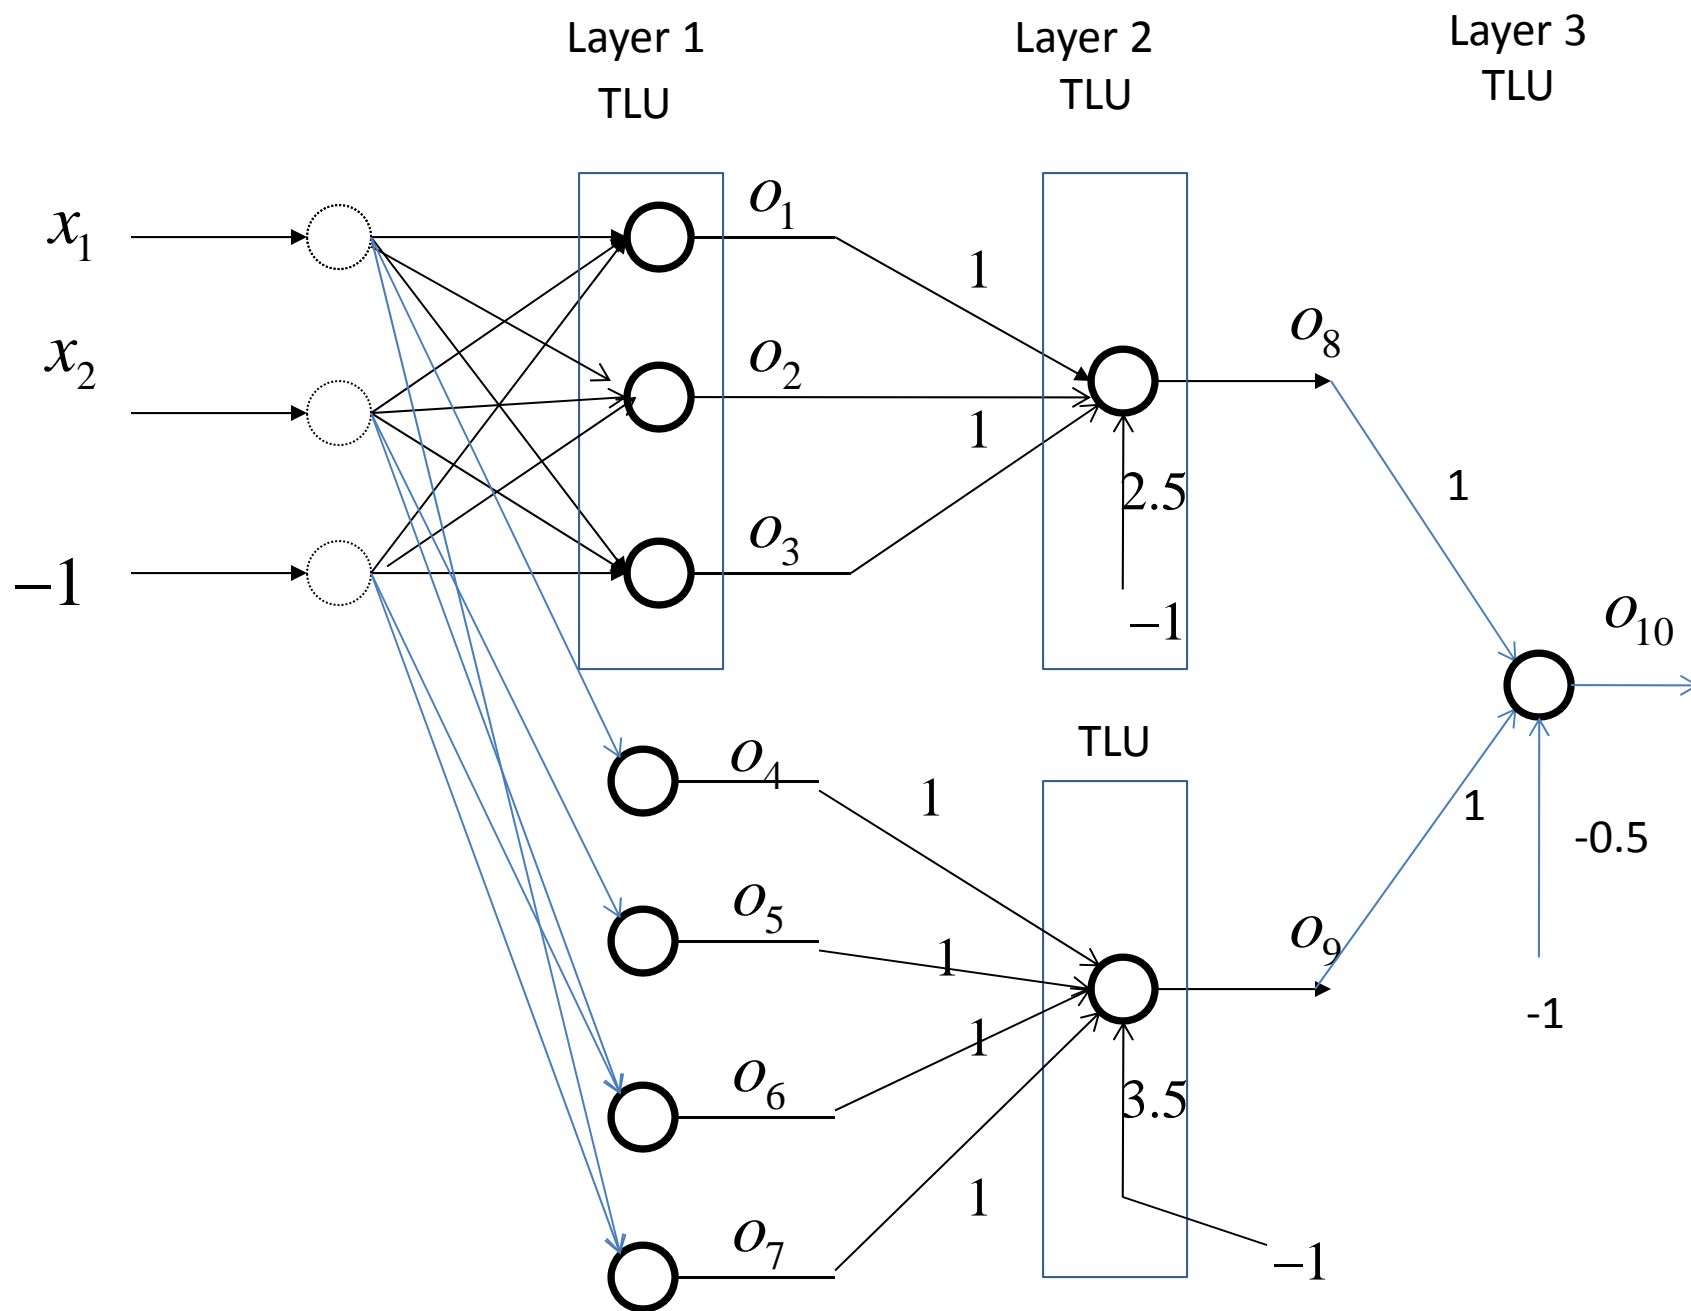 Layer 1
TLU
Layer 2
TLU
Layer 3
TLU
x₁
x₂
−1
o₁
o₂
o₃
1
1
2.5
−1
o₈
1
o₁₀
TLU
o₄
o₅
o₆
o₇
1
1
1
1
3.5
−1
o₉
1
-0.5
-1